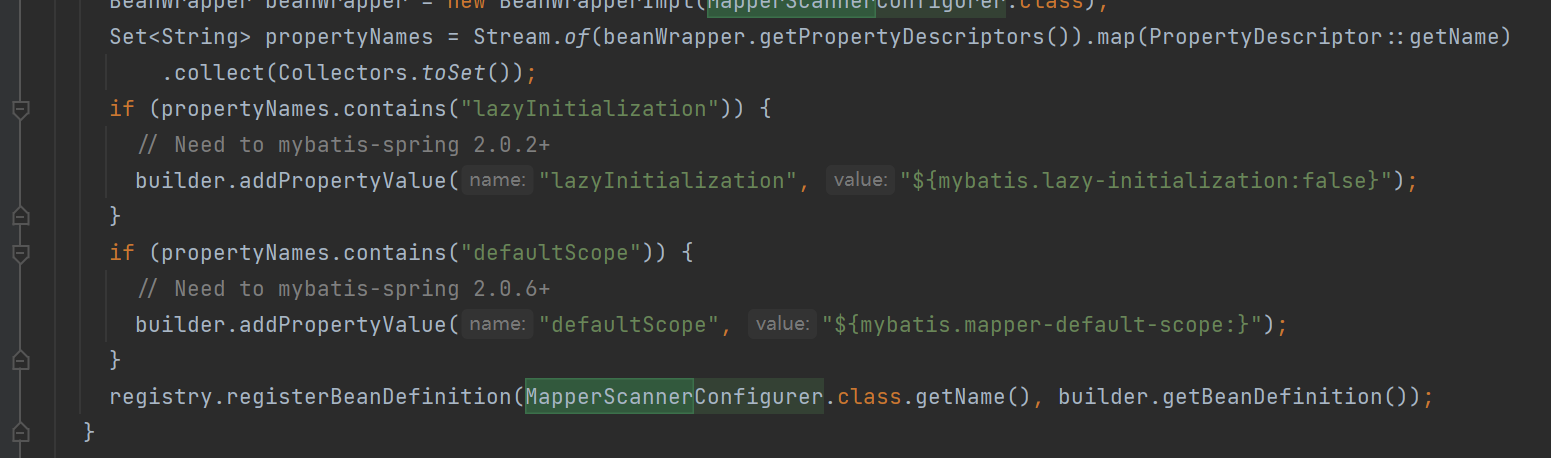 BeanWrapper beanWrapper = new BeanWrapperImpl(MapperScannerConfigurer.class);
Set<String> propertyNames = Stream.of(beanWrapper.getPropertyDescriptors()).map(PropertyDescriptor::getName)
.collect(Collectors.toSet());
if (propertyNames.contains("lazyInitialization")) {
// Need to mybatis-spring 2.0.2+
builder.addPropertyValue( name: "lazyInitialization", value: "${mybatis.lazy-initialization:false}");
}
if (propertyNames.contains("defaultScope")) {
// Need to mybatis-spring 2.0.6+
builder.addPropertyValue( name: "defaultScope", value: "${mybatis.mapper-default-scope:}");
}
registry.registerBeanDefinition(MapperScannerConfigurer.class.getName(), builder.getBeanDefinition());
}